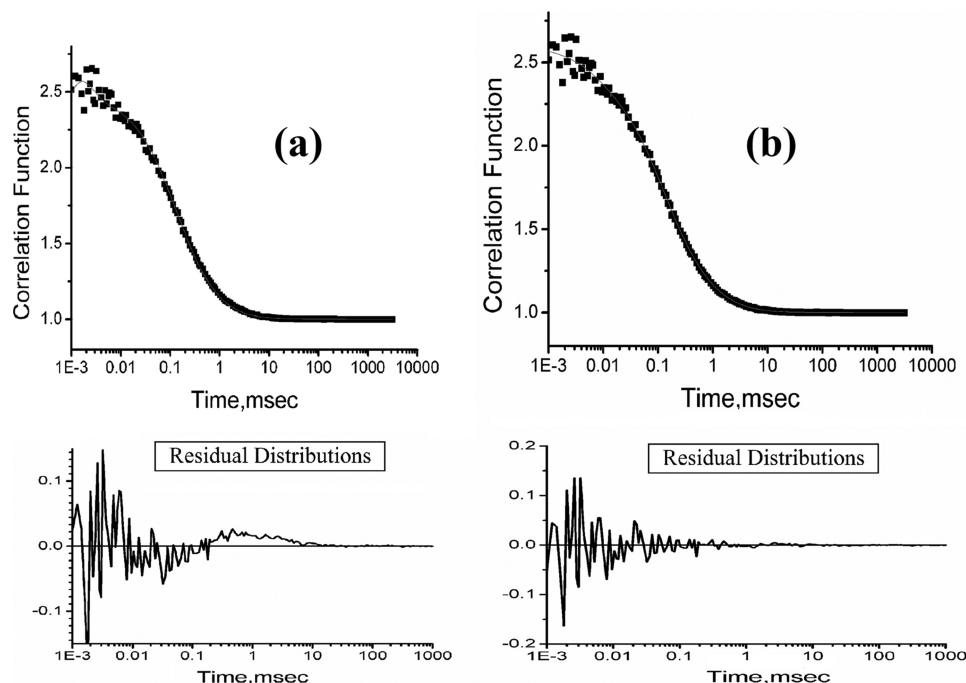 (a)
Correlation Function
2.5
2.0
1.5
1.0
1E-3 0.01 0.1 1 10 100 1000 10000
Time,msec
(b)
Correlation Function
2.5
2.0
1.5
1.0
1E-3 0.01 0.1 1 10 100 1000 10000
Time,msec
Residual Distributions
0.1
0.0
-0.1
1E-3 0.01 0.1 1 10 100 1000
Time,msec
Residual Distributions
0.2
0.1
0.0
-0.1
-0.2
1E-3 0.01 0.1 1 10 100 1000
Time,msec